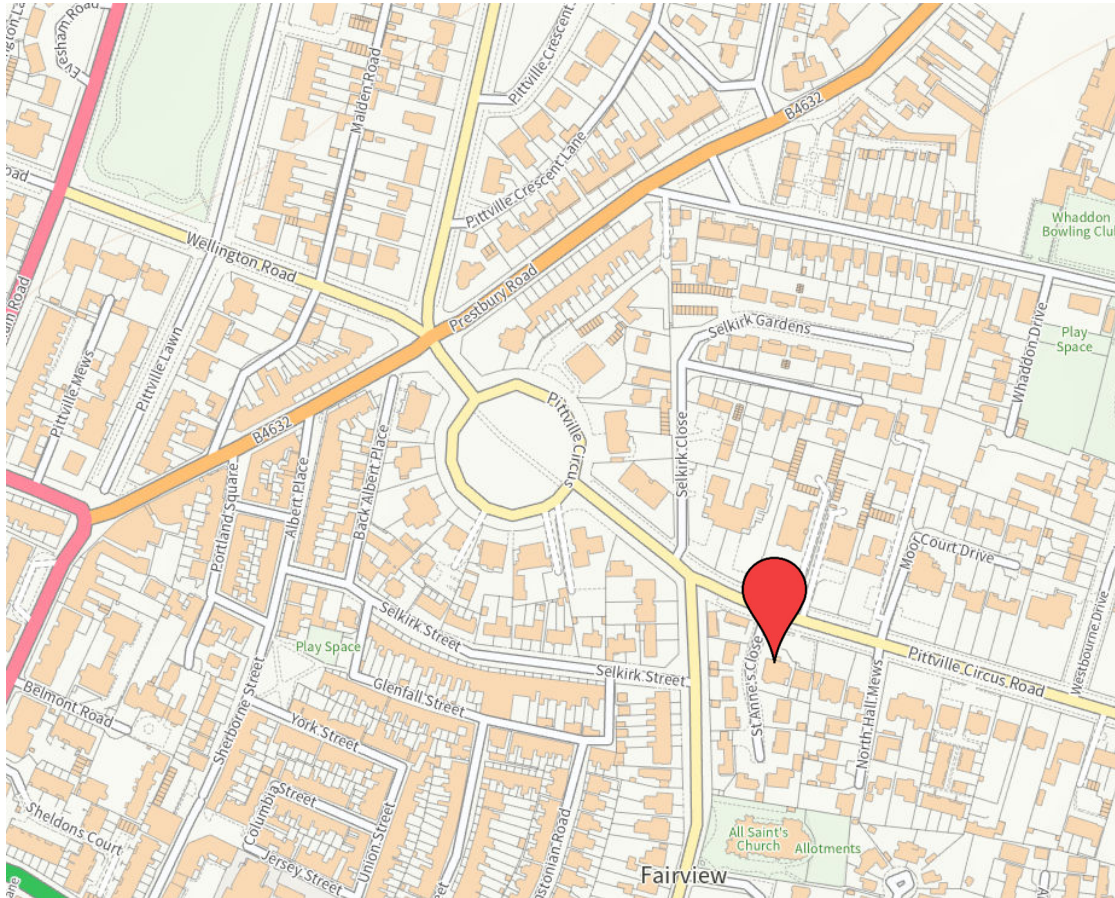 Evesham Road
Malden Road
Pittville Crescent
Pittville Crescent
B4632
Pittville Crescent Lane
Whaddon
Bowling Club
Road
Wellington Road
Prestbury Road
Selkirk Gardens
Whaddon Drive
Play
Space
Pittville Mews
Pittville Lawn
B4632
Pittville Circus
Selkirk Close
Back Albert Place
Albert Place
Portland Square
Moor Court Drive
Selkirk Street
Play Space
Selkirk Street
St Anne's Close
Pittville Circus Road
Westbourne Drive
North Hall Mews
Belmont Road
Sherborne Street
Glenfall Street
York Street
Columbia Street
Union Street
Jersey Street
Sheldons Court
All Saint's
Church
Allotments
Fairview